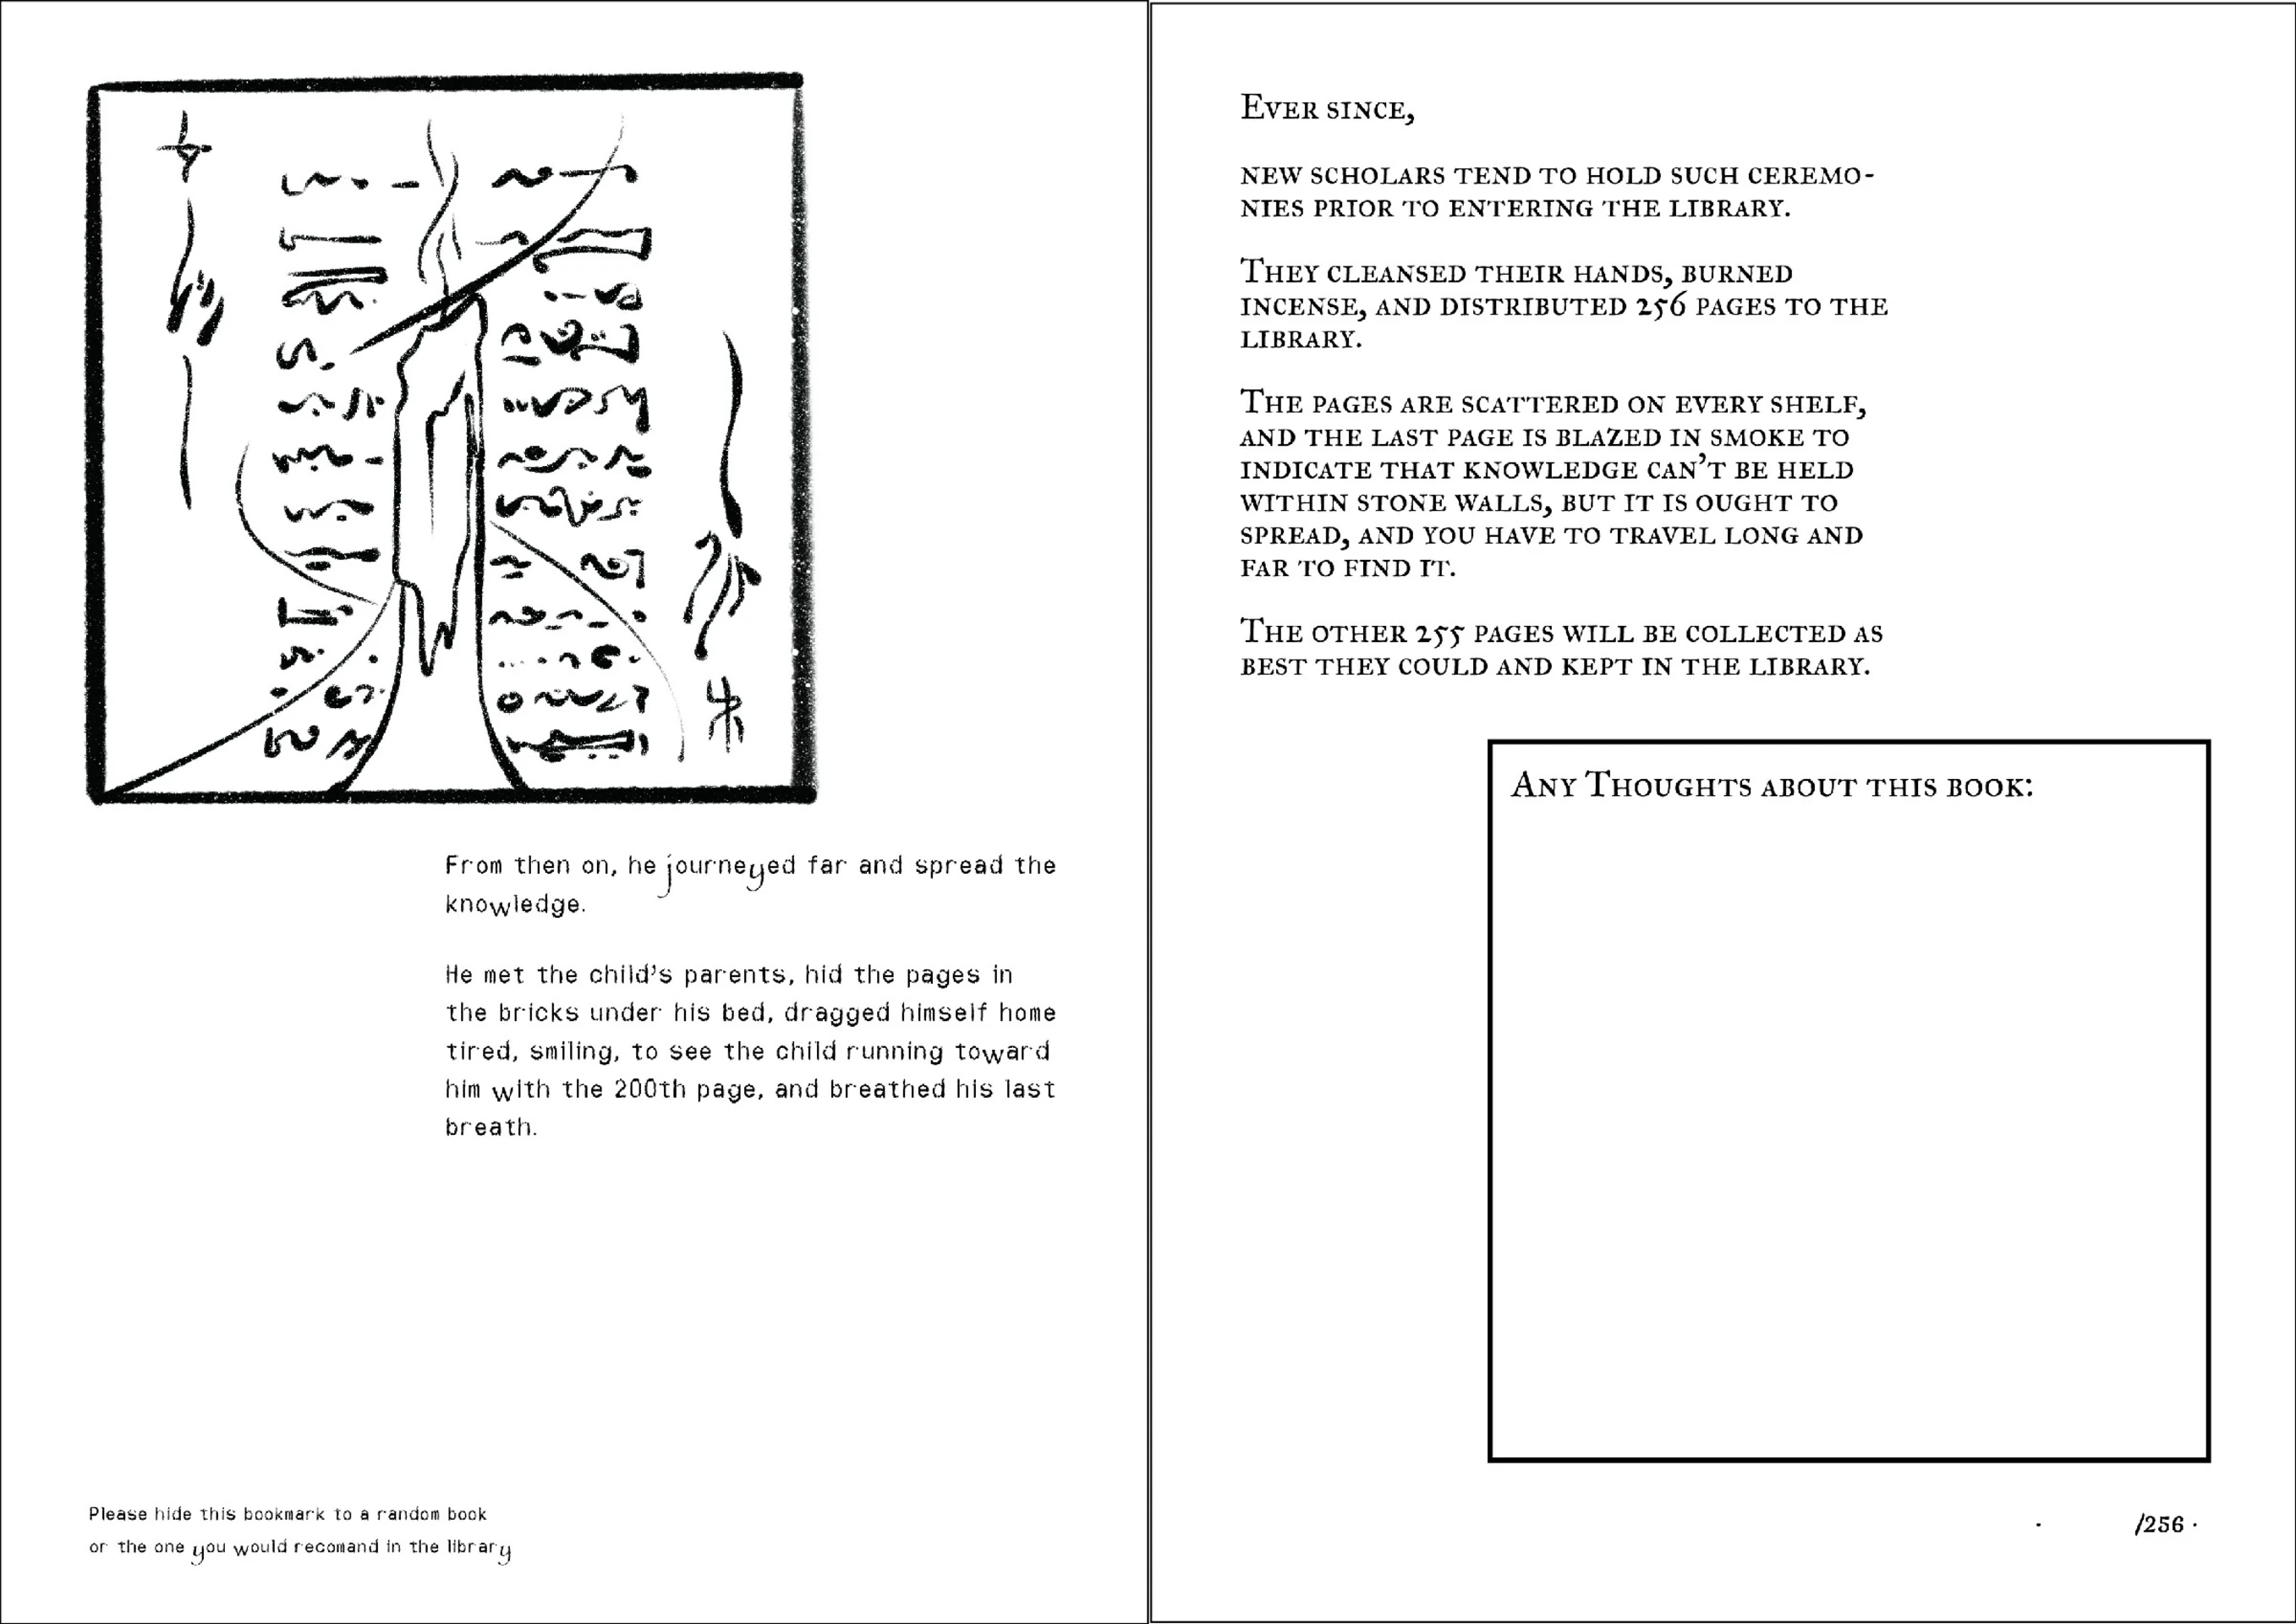 From then on, he journeyed far and spread the
knowledge.
He met the child's parents, hid the pages in
the bricks under his bed, dragged himself home
tired, smiling, to see the child running toward
him with the 200th page, and breathed his last
breath.
Please hide this bookmark to a random book
or the one you would recomand in the library
Ever since,
new scholars tend to hold such ceremo-
nies prior to entering the library.
They cleansed their hands, burned
incense, and distributed 256 pages to the
library.
The pages are scattered on every shelf,
and the last page is blazed in smoke to
indicate that knowledge can't be held
within stone walls, but it is ought to
spread, and you have to travel long and
far to find it.
The other 255 pages will be collected as
best they could and kept in the library.
Any Thoughts about this book:
· /256 ·